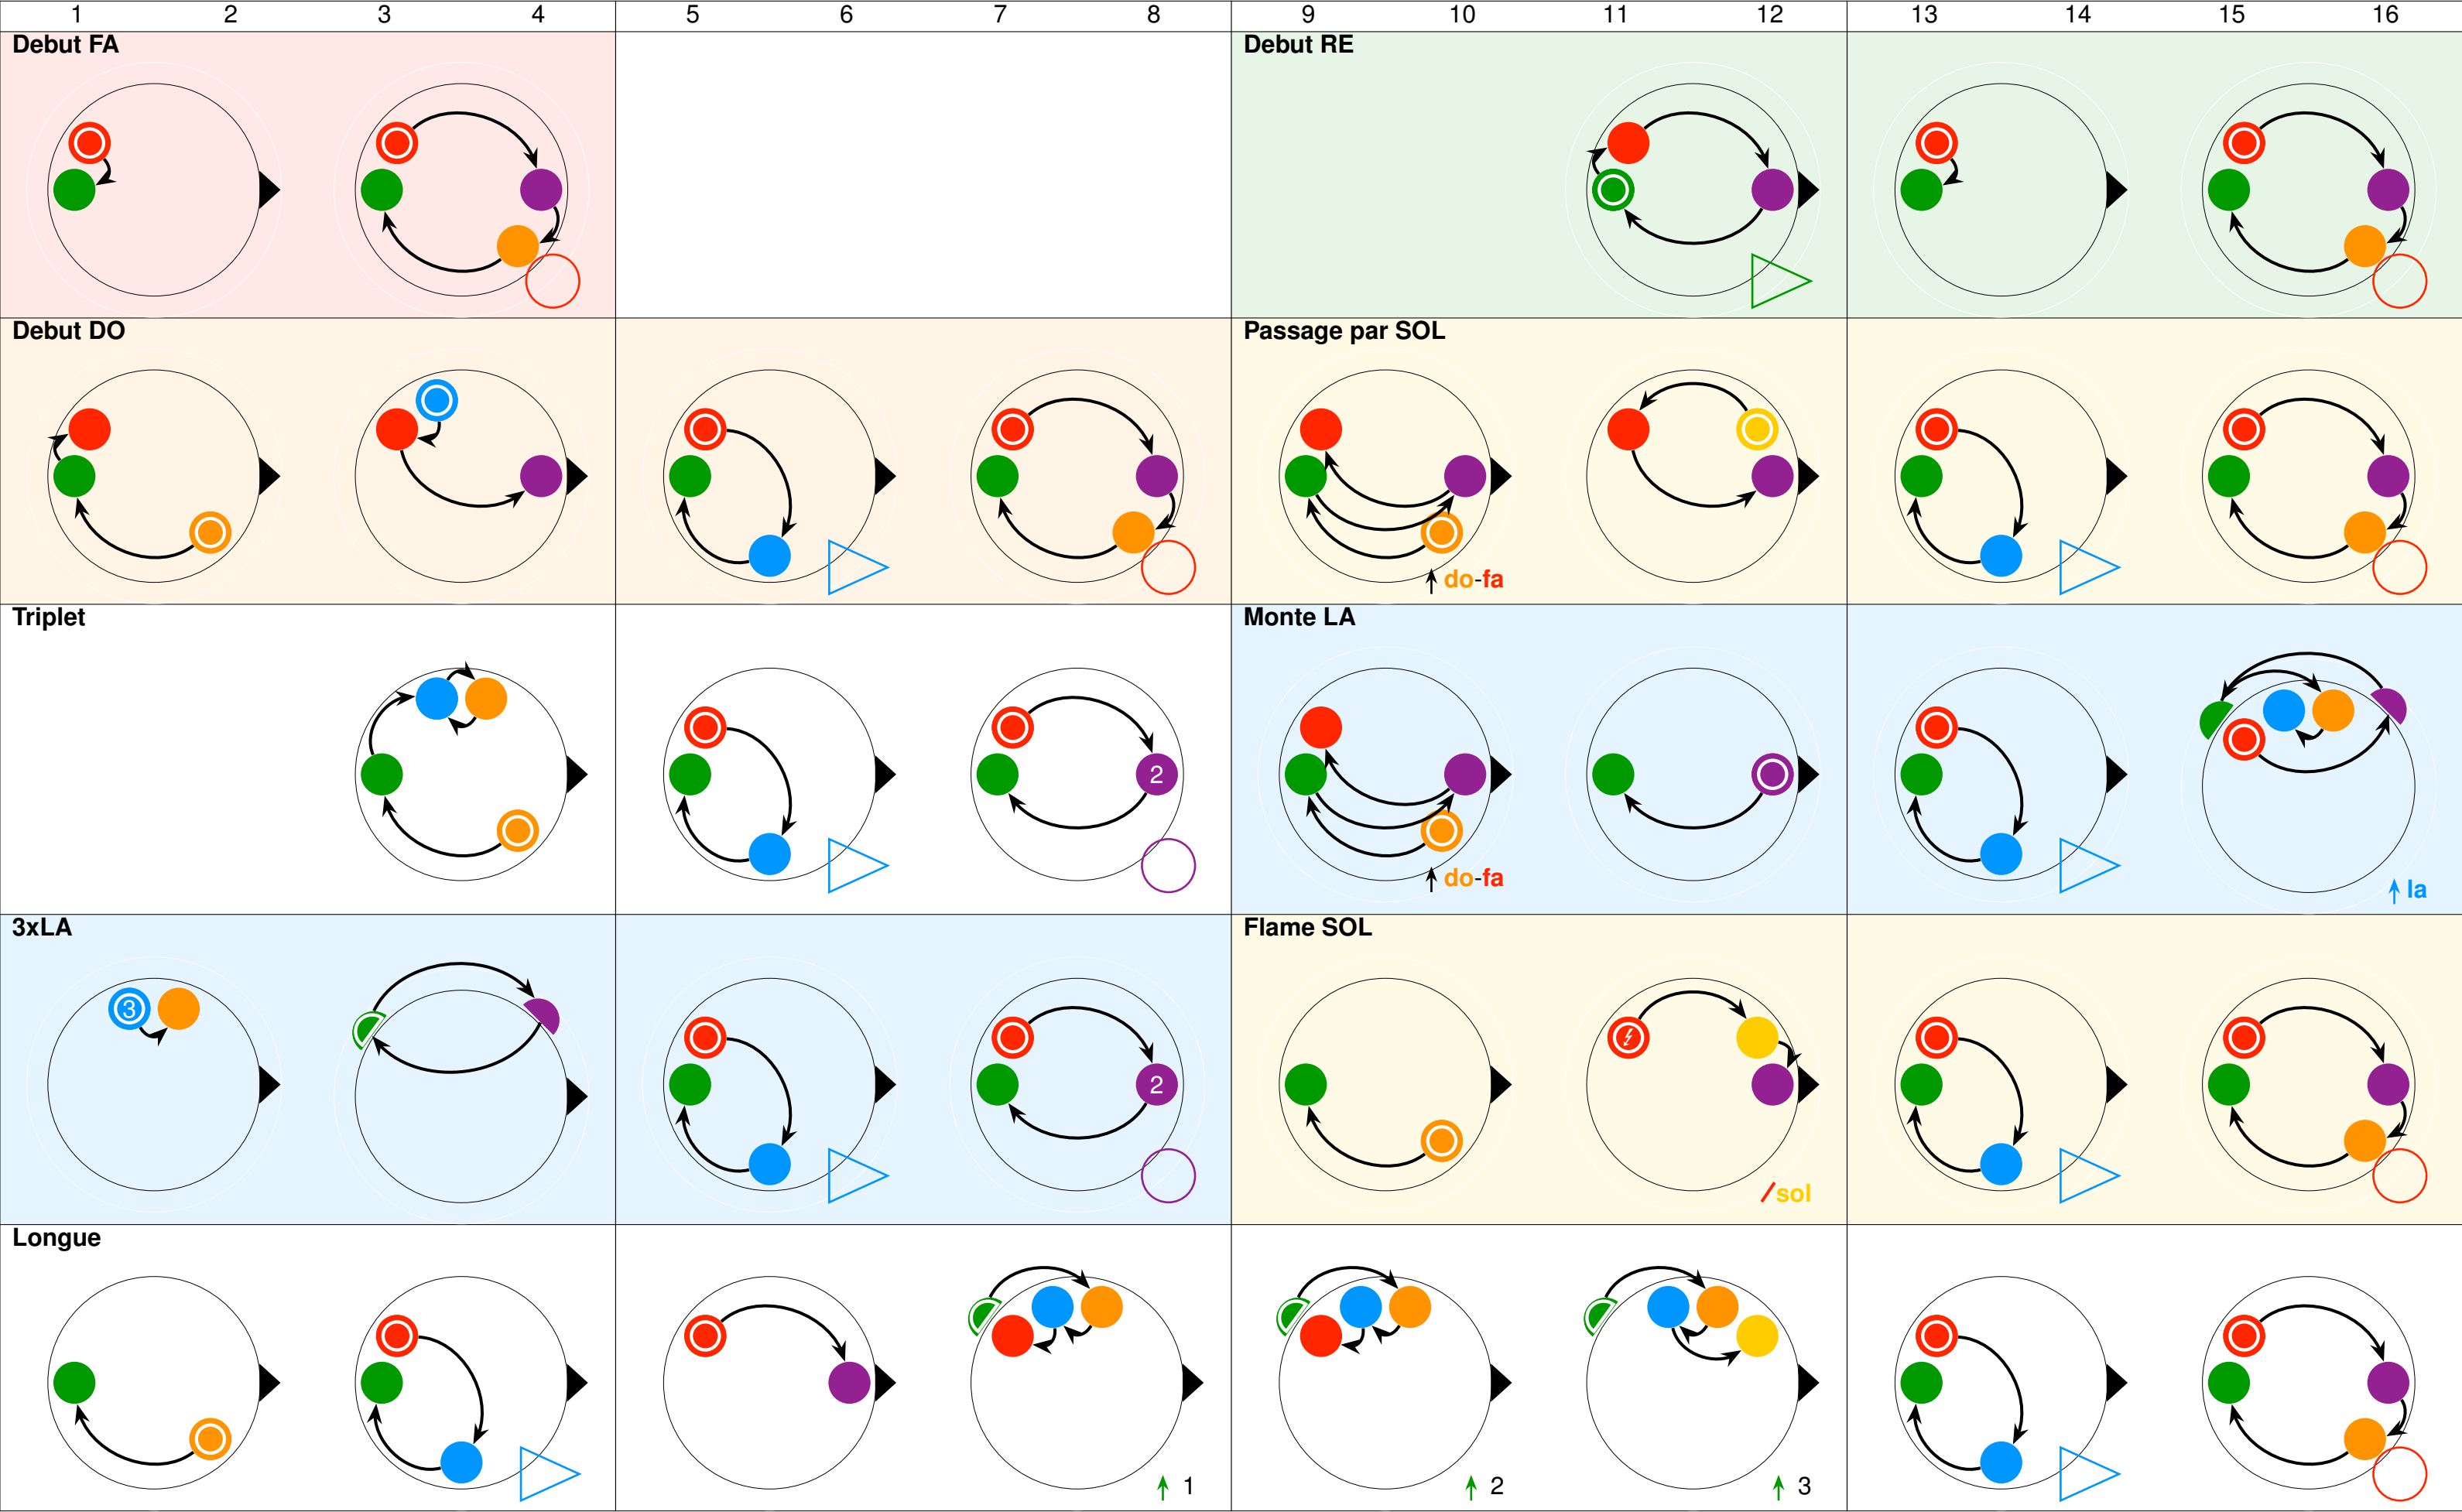 1 2 3 4 5 6 7 8 9 10 11 12 13 14 15 16
Debut FA
Debut RE
Debut DO
Passage par SOL
do-fa
Triplet
Monte LA
2
do-fa
la
3xLA
Flame SOL
3
2
/sol
Longue
1
2
3